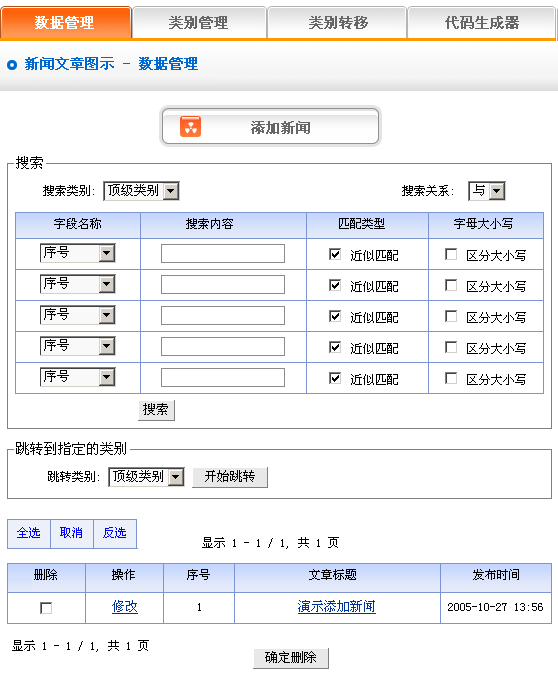 数据管理 类别管理 类别转移 代码生成器
新闻文章图示 － 数据管理
添加新闻
搜索
搜索类别: 顶级类别 搜索关系: 与
字段名称 搜索内容 匹配类型 字母大小写
序号 近似匹配 区分大小写
序号 近似匹配 区分大小写
序号 近似匹配 区分大小写
序号 近似匹配 区分大小写
序号 近似匹配 区分大小写
搜索
跳转到指定的类别
跳转类别: 顶级类别 开始跳转
全选 取消 反选
显示 1 - 1 / 1, 共 1 页
删除 操作 序号 文章标题 发布时间
修改 1 演示添加新闻 2005-10-27 13:56
显示 1 - 1 / 1, 共 1 页
确定删除